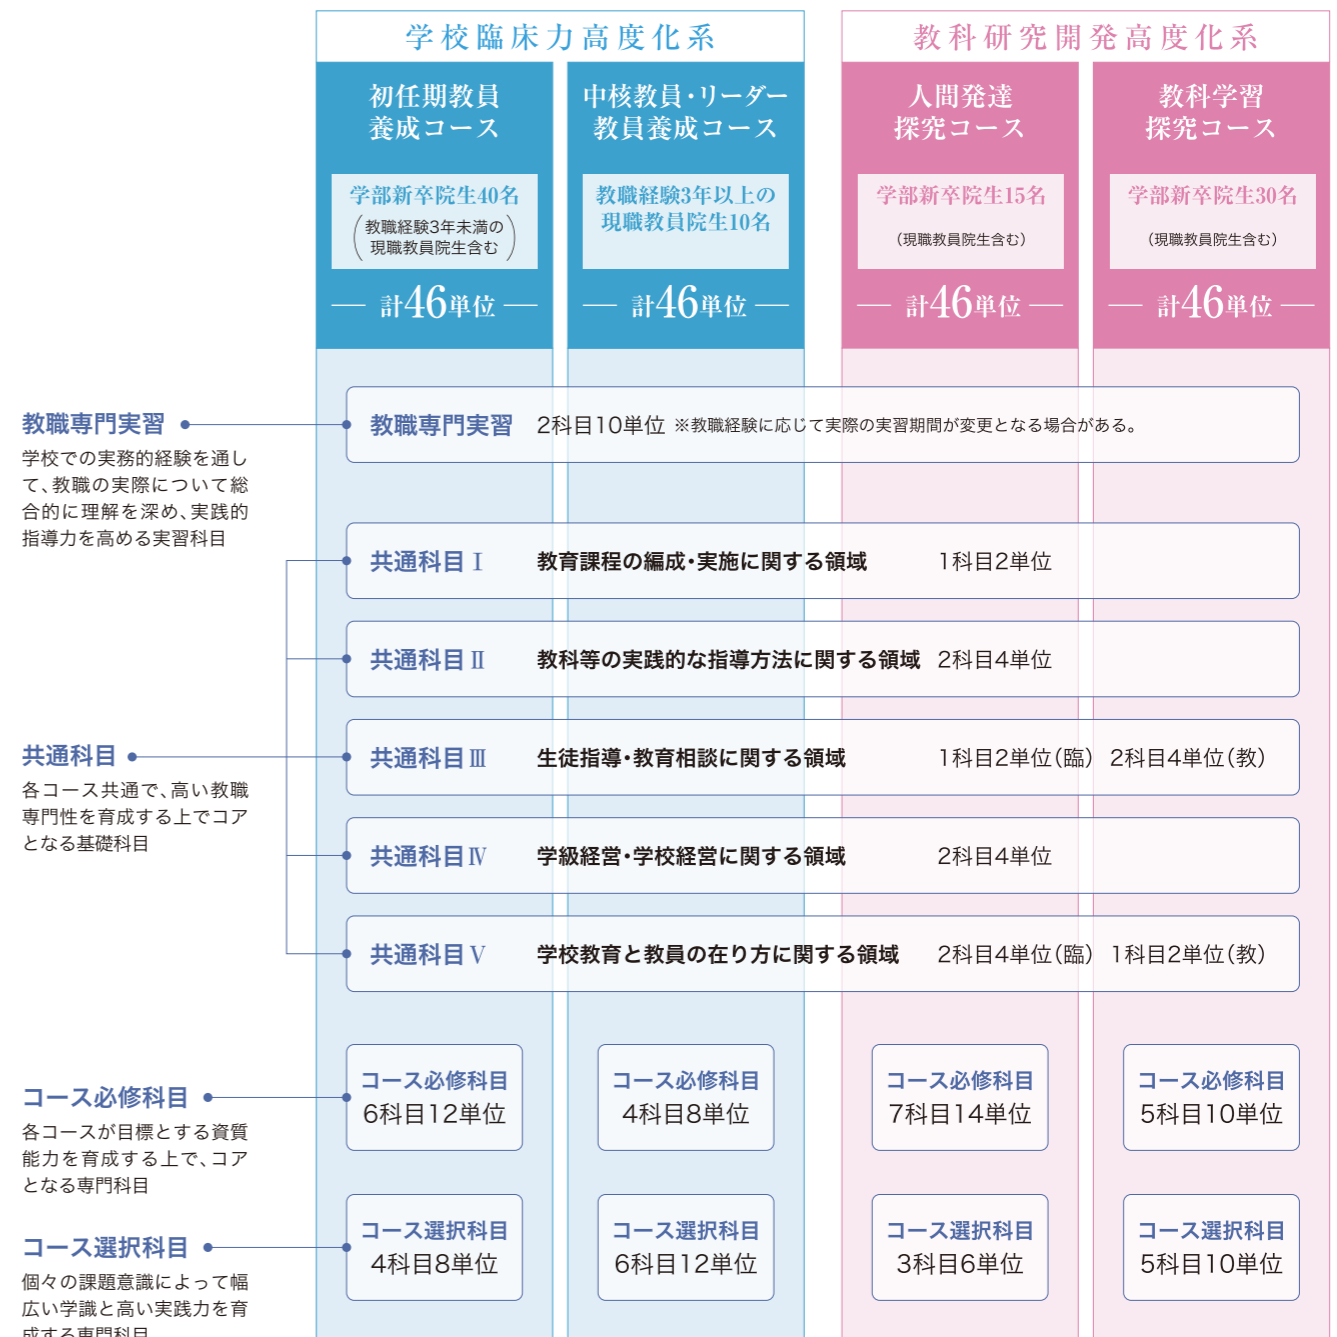 学校臨床力高度化系
教科研究開発高度化系
初任期教員
養成コース
学部新卒院生40名
(教職経験3年未満の
現職教員院生含む)
計46単位
中核教員・リーダー
教員養成コース
教職経験3年以上の
現職教員院生10名
計46単位
人間発達
探究コース
学部新卒院生15名
(現職教員院生含む)
計46単位
教科学習
探究コース
学部新卒院生30名
(現職教員院生含む)
計46単位
教職専門実習
学校での実務的経験を通し
て、教職の実際について総
合的に理解を深め、実践的
指導力を高める実習科目
教職専門実習 2科目10単位 ※教職経験に応じて実際の実習期間が変更となる場合がある。
共通科目
各コース共通で、高い教職
専門性を育成する上でコア
となる基礎科目
共通科目Ⅰ 教育課程の編成・実施に関する領域 1科目2単位
共通科目Ⅱ 教科等の実践的な指導方法に関する領域 2科目4単位
共通科目Ⅲ 生徒指導・教育相談に関する領域 1科目2単位(臨) 2科目4単位(教)
共通科目Ⅳ 学級経営・学校経営に関する領域 2科目4単位
共通科目Ⅴ 学校教育と教員の在り方に関する領域 2科目4単位(臨) 1科目2単位(教)
コース必修科目
各コースが目標とする資質
能力を育成する上で、コア
となる専門科目
コース必修科目
6科目12単位
コース必修科目
4科目8単位
コース必修科目
7科目14単位
コース必修科目
5科目10単位
コース選択科目
個々の課題意識によって幅
広い学識と高い実践力を育
成する専門科目
コース選択科目
4科目8単位
コース選択科目
6科目12単位
コース選択科目
3科目6単位
コース選択科目
5科目10単位